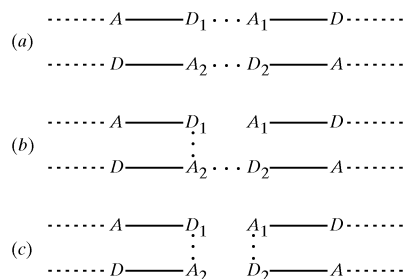 (a)
A D₁ A₁ D
D A₂ D₂ A
(b)
A D₁ A₁ D
D A₂ D₂ A
(c)
A D₁ A₁ D
D A₂ D₂ A